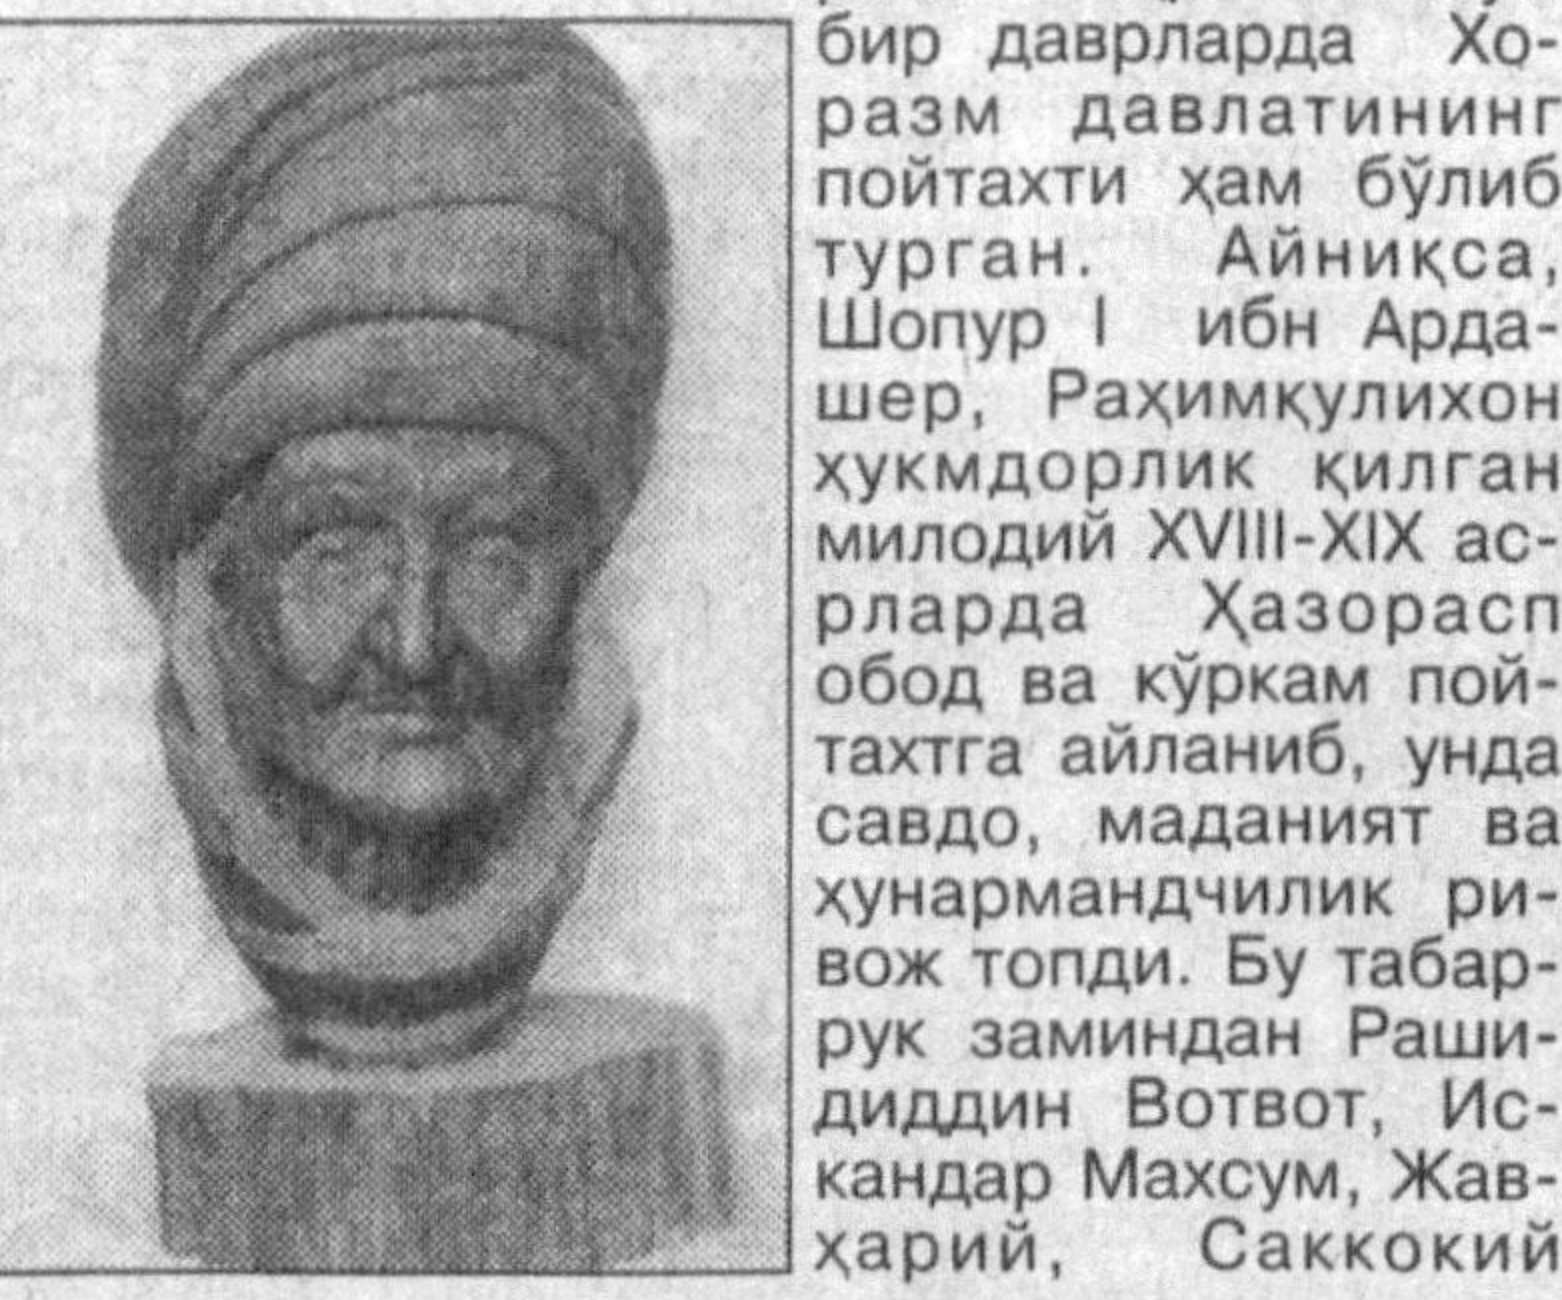 бир даврларда Хо-
разм давлатининг
пойтахти ҳам бўлиб
турган. Айниқса,
Шопур I ибн Арда-
шер, Раҳимқулихон
ҳукмдорлик қилган
милодий XVIII-XIX ас-
рларда Ҳазорасп
обод ва кўркам пой-
тахтга айланиб, унда
савдо, маданият ва
ҳунармандчилик ри-
вож топди. Бу табар-
рук заминдан Раши-
диддин Вотвот, Ис-
кандар Махсум, Жав-
ҳарий, Саккокий